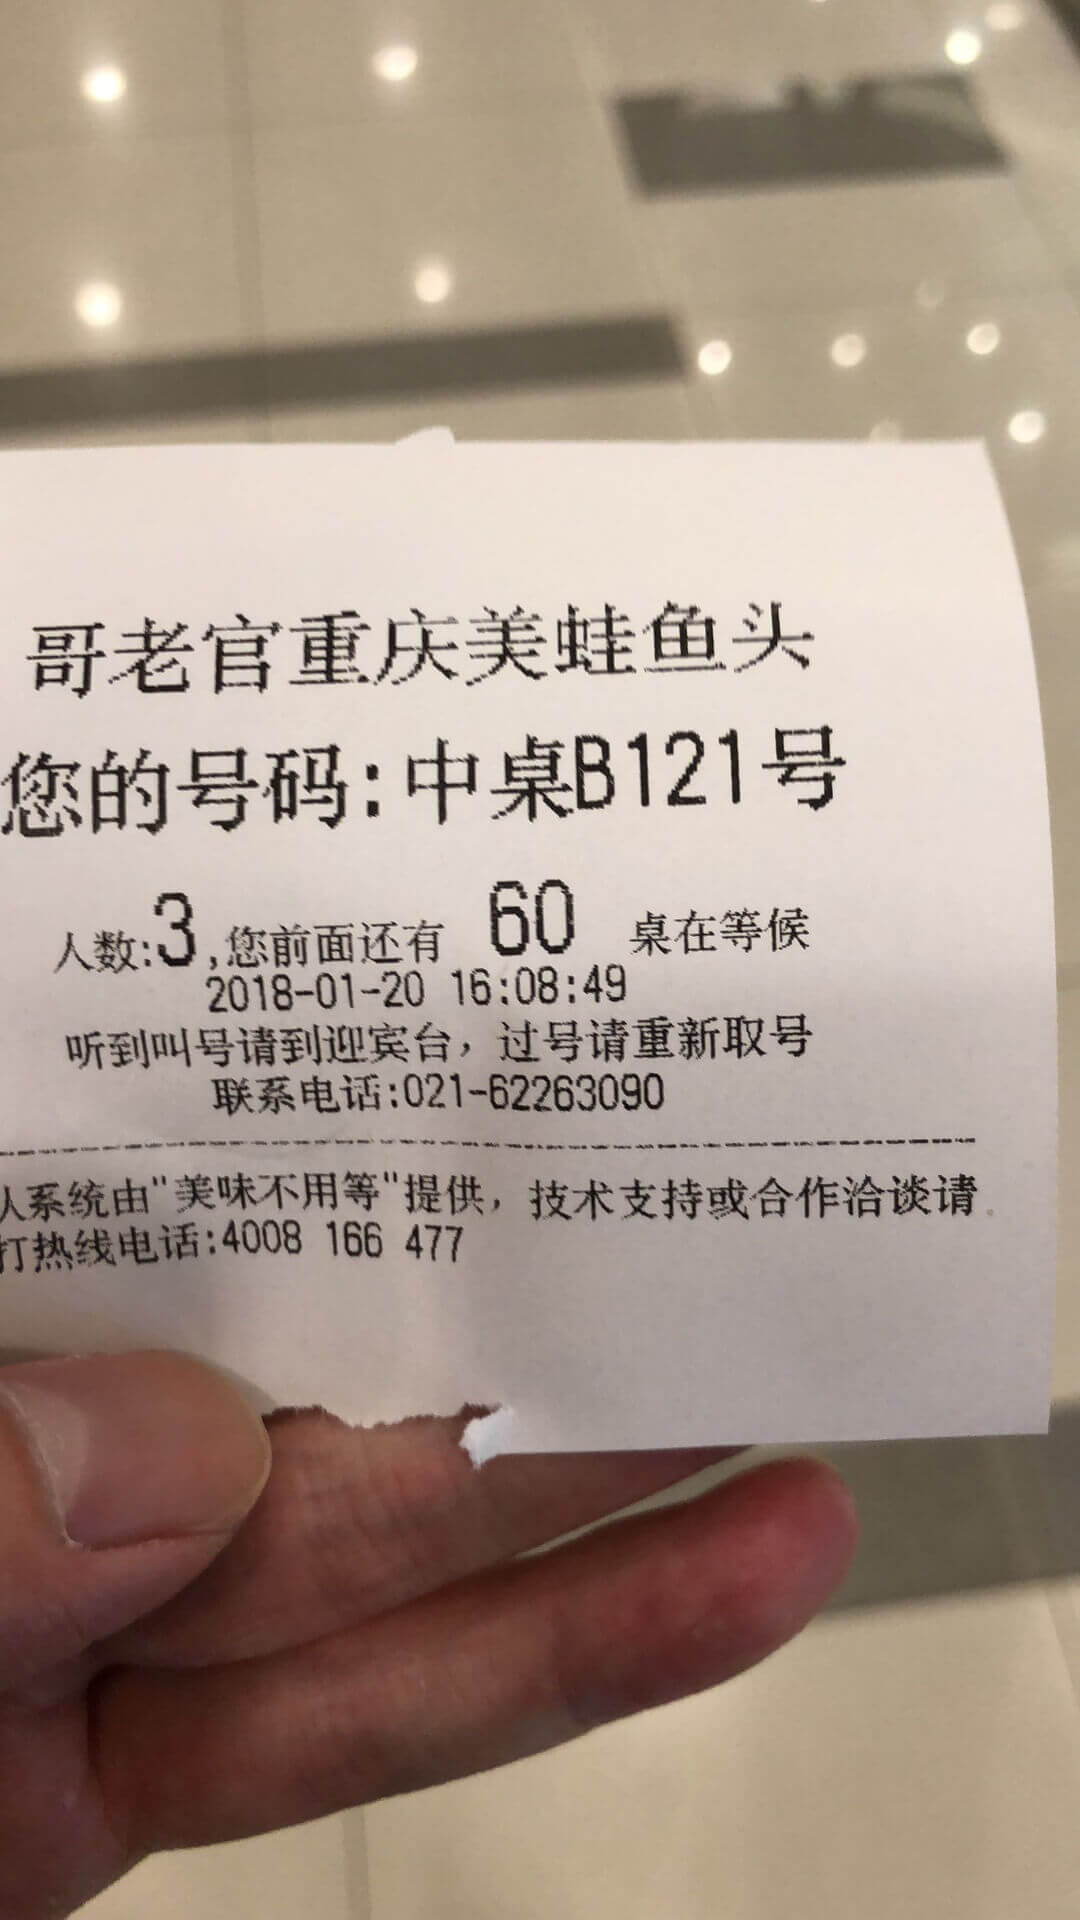 哥老官重庆美蛙鱼头
您的号码:中桌B121号
人数:3,您前面还有 60 桌在等候
2018-01-20 16:08:49
听到叫号请到迎宾台，过号请重新取号
联系电话:021-62263090
队系统由"美味不用等"提供，技术支持或合作洽谈请
打热线电话:4008 166 477